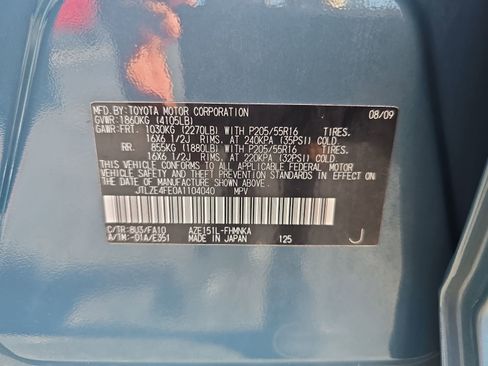 MFD.BY:TOYOTA MOTOR CORPORATION 08/09
GVWR:1860KG (4105LB)
GAWR:FRT. 1030KG (2270LB) WITH P205/55R16 TIRES.
16X6 1/2J RIMS. AT 240KPA (35PSI) COLD
RR. 855KG (1880LB) WITH P205/55R16 TIRES.
16X6 1/2J RIMS. AT 220KPA (32PSI) COLD
THIS VEHICLE CONFORMS TO ALL APPLICABLE FEDERAL MOTOR
VEHICLE SAFETY AND THEFT PREVENTION STANDARDS IN
EFFECT ON THE DATE OF MANUFACTURE SHOWN ABOVE.
JTLZE4FE0A1104040 MPV
C/TR:8U3/FA10 AZE151L-FHMNKA
A/TM:-01A/E351 MADE IN JAPAN 125 J